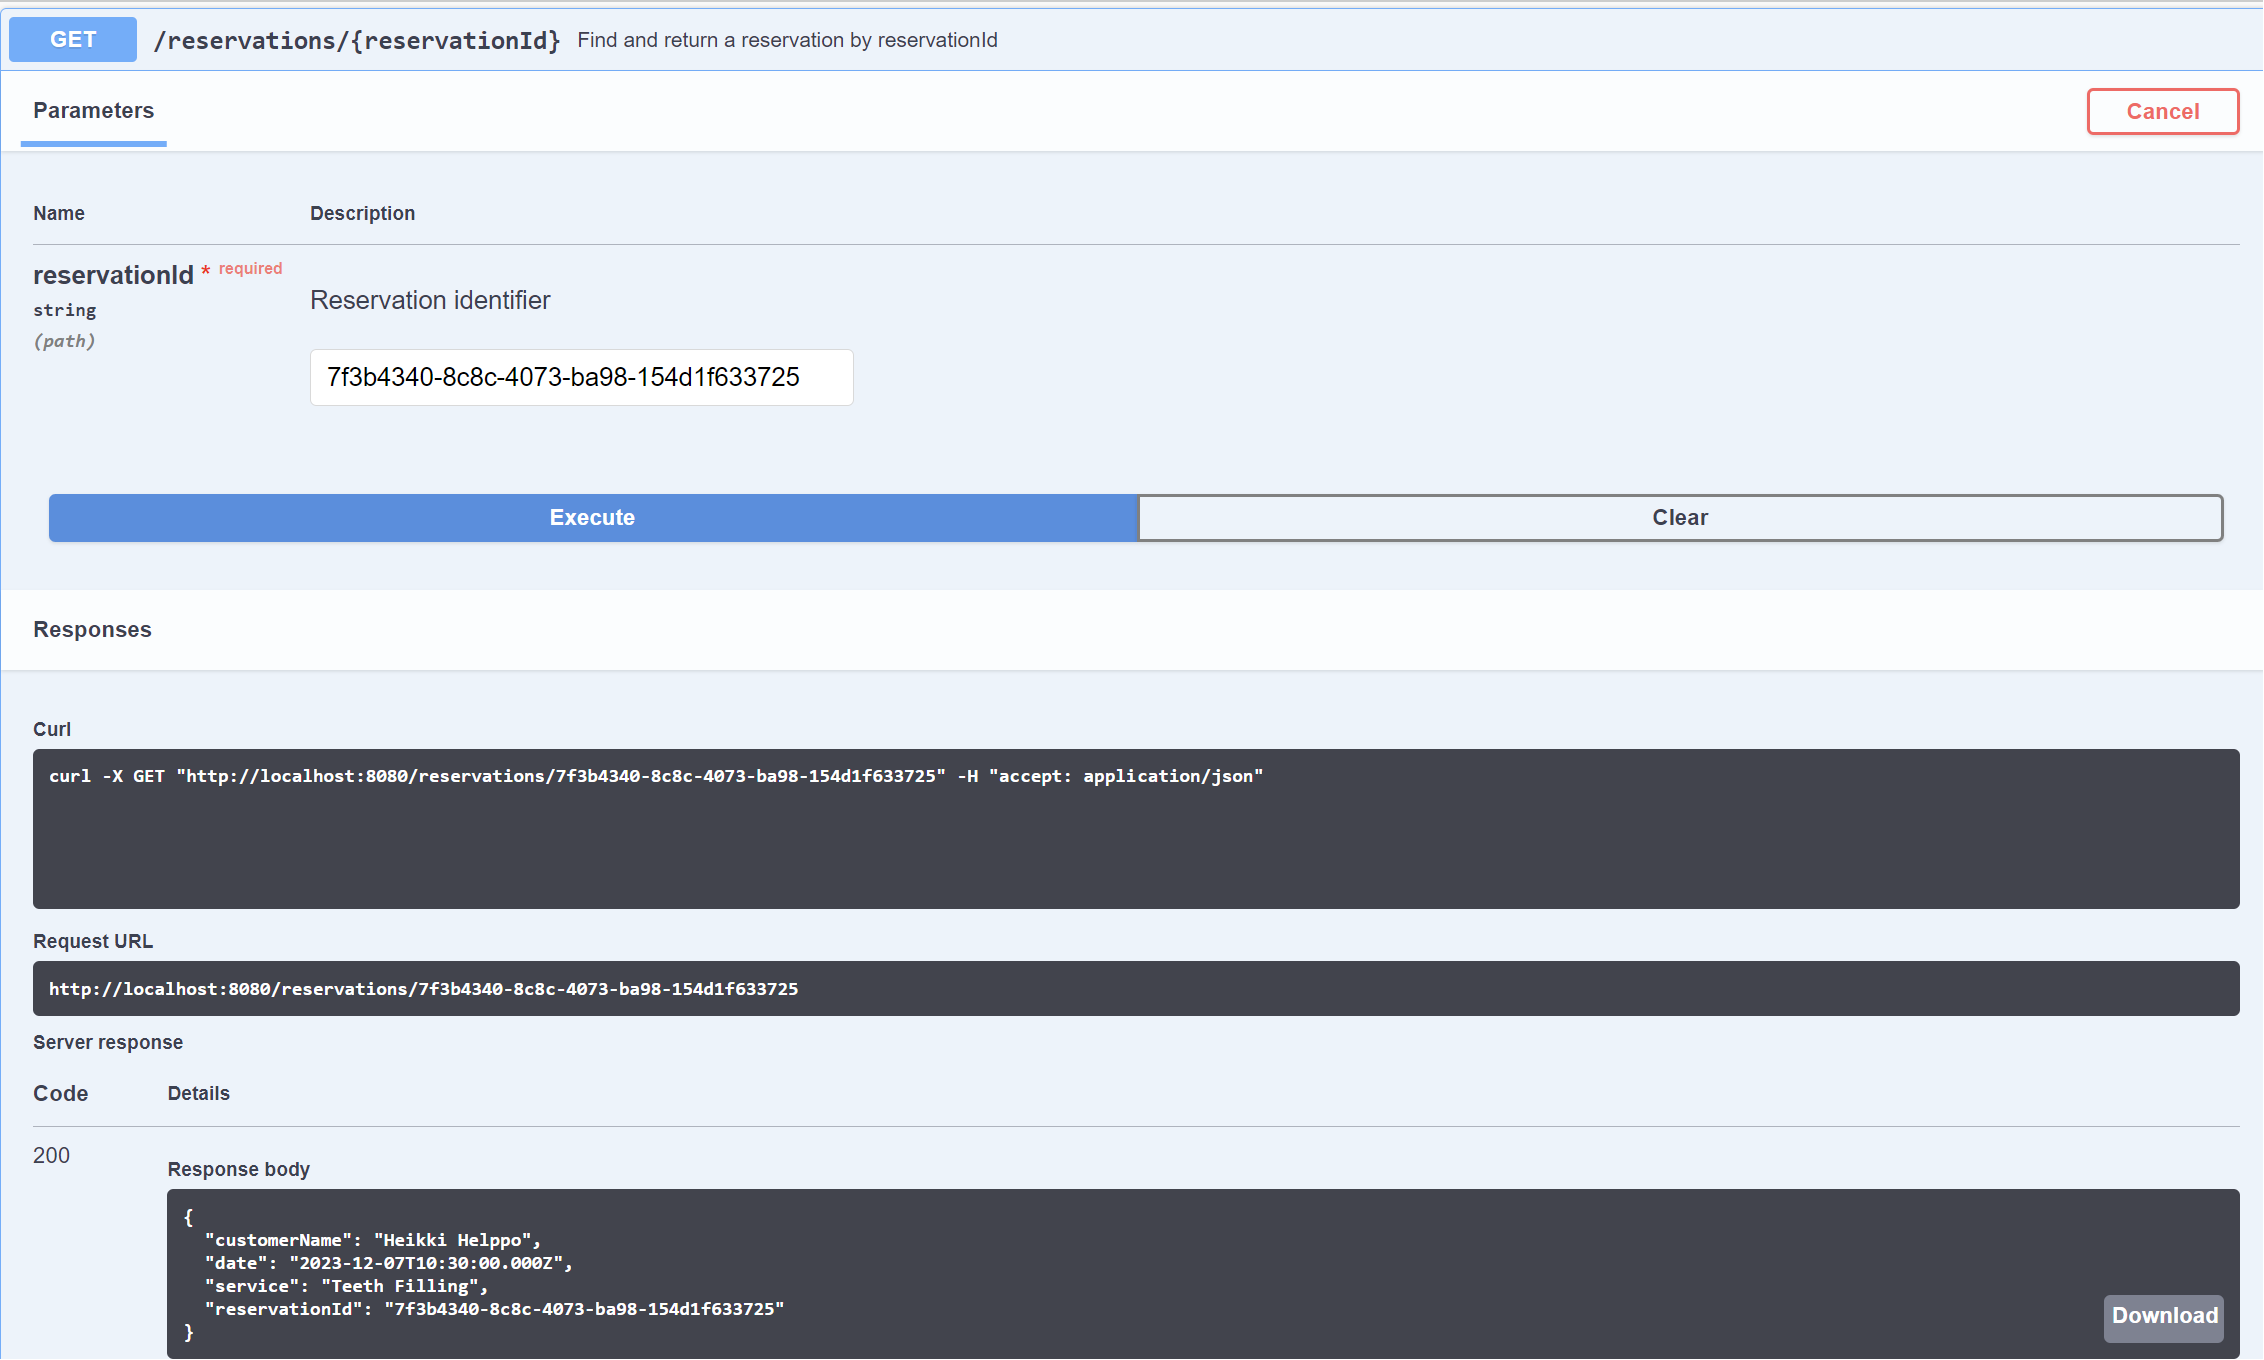 GET /reservations/{reservationId} Find and return a reservation by reservationId
Parameters
Cancel
Name Description
reservationId * required
string
(path)
Reservation identifier
7f3b4340-8c8c-4073-ba98-154d1f633725
Execute Clear
Responses
Curl
curl -X GET "http://localhost:8080/reservations/7f3b4340-8c8c-4073-ba98-154d1f633725" -H "accept: application/json"
Request URL
http://localhost:8080/reservations/7f3b4340-8c8c-4073-ba98-154d1f633725
Server response
Code Details
200
Response body
{
  "customerName": "Heikki Helppo",
  "date": "2023-12-07T10:30:00.000Z",
  "service": "Teeth Filling",
  "reservationId": "7f3b4340-8c8c-4073-ba98-154d1f633725"
}
Download